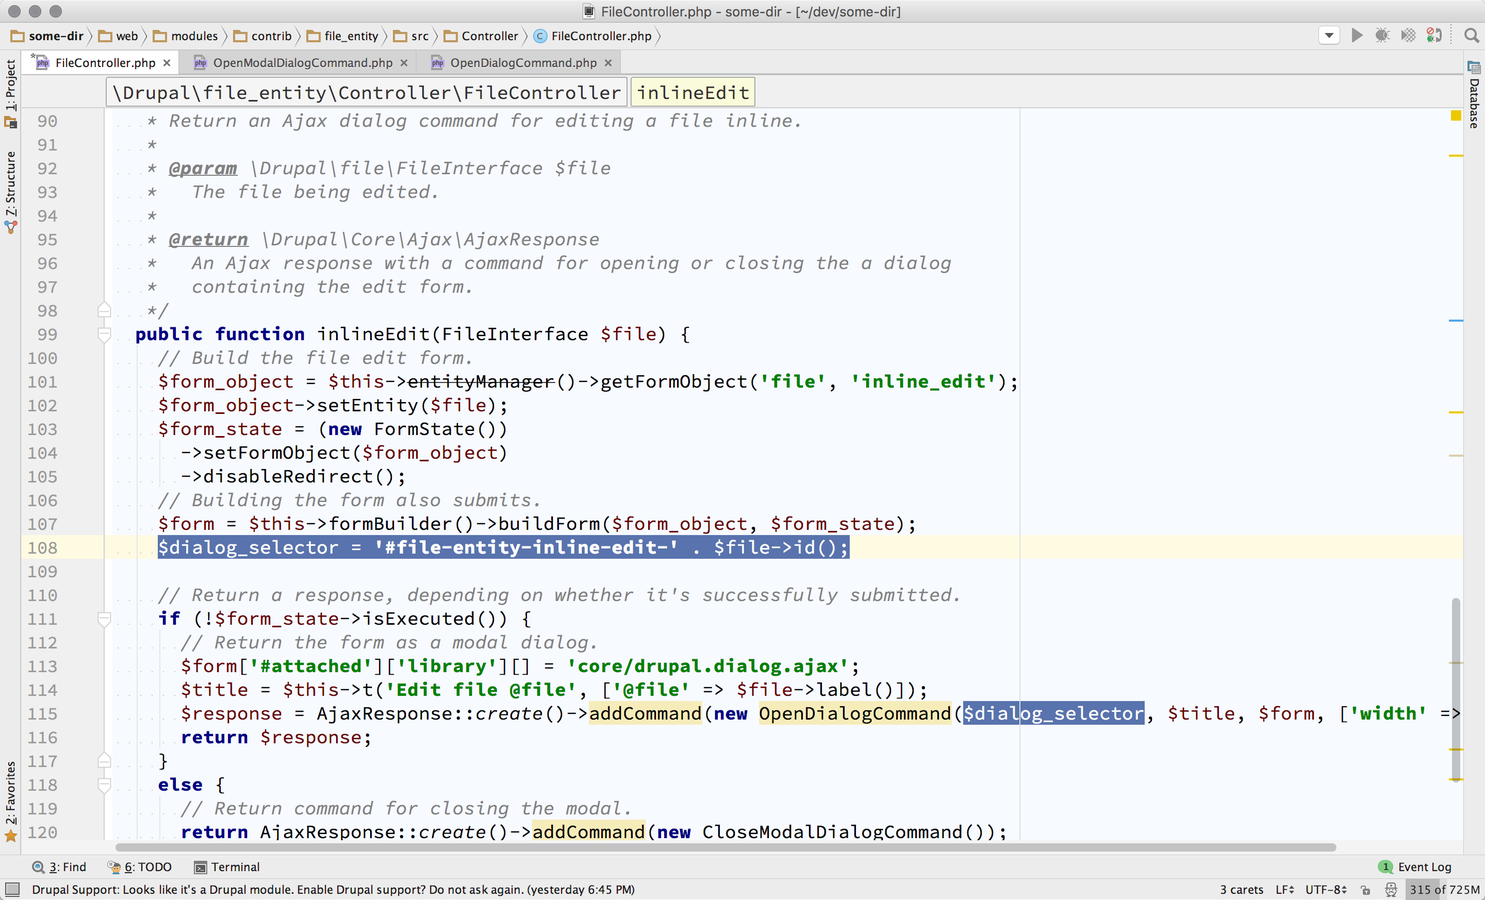 FileController.php - some-dir - [~/dev/some-dir]
some-dir web modules contrib file_entity src Controller FileController.php
FileController.php OpenModalDialogCommand.php OpenDialogCommand.php
\Drupal\file_entity\Controller\FileController inlineEdit
1: Project
Z: Structure
2: Favorites
Database
90 * Return an Ajax dialog command for editing a file inline.
91 *
92 * @param \Drupal\file\FileInterface $file
93 *   The file being edited.
94 *
95 * @return \Drupal\Core\Ajax\AjaxResponse
96 *   An Ajax response with a command for opening or closing the a dialog
97 *   containing the edit form.
98 */
99 public function inlineEdit(FileInterface $file) {
100 // Build the file edit form.
101 $form_object = $this->entityManager()->getFormObject('file', 'inline_edit');
102 $form_object->setEntity($file);
103 $form_state = (new FormState())
104 ->setFormObject($form_object)
105 ->disableRedirect();
106 // Building the form also submits.
107 $form = $this->formBuilder()->buildForm($form_object, $form_state);
108 $dialog_selector = '#file-entity-inline-edit-' . $file->id();
109
110 // Return a response, depending on whether it's successfully submitted.
111 if (!$form_state->isExecuted()) {
112 // Return the form as a modal dialog.
113 $form['#attached']['library'][] = 'core/drupal.dialog.ajax';
114 $title = $this->t('Edit file @file', ['@file' => $file->label()]);
115 $response = AjaxResponse::create()->addCommand(new OpenDialogCommand($dialog_selector, $title, $form, ['width' =>
116 return $response;
117 }
118 else {
119 // Return command for closing the modal.
120 return AjaxResponse::create()->addCommand(new CloseModalDialogCommand());
3: Find 6: TODO Terminal 1 Event Log
Drupal Support: Looks like it's a Drupal module. Enable Drupal support? Do not ask again. (yesterday 6:45 PM) 3 carets LF UTF-8 315 of 725M